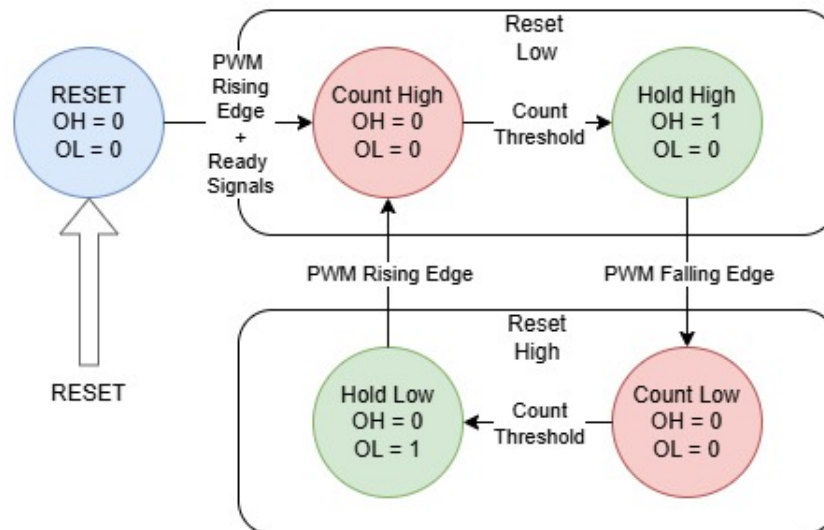 RESET
OH = 0
OL = 0
PWM
Rising
Edge
+
Ready
Signals
Reset
Low
Count High
OH = 0
OL = 0
Count
Threshold
Hold High
OH = 1
OL = 0
PWM Rising Edge
PWM Falling Edge
RESET
Reset
High
Hold Low
OH = 0
OL = 1
Count
Threshold
Count Low
OH = 0
OL = 0